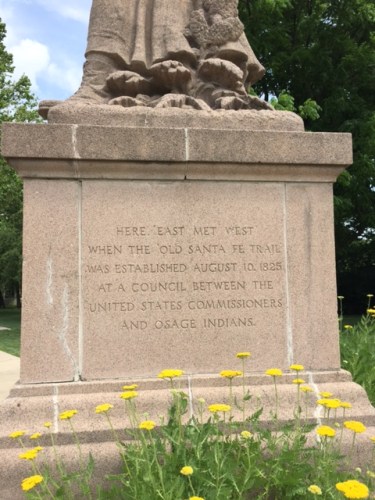 HERE, EAST MET WEST
WHEN THE "OLD SANTA FE TRAIL"
WAS ESTABLISHED AUGUST 10, 1825
AT A COUNCIL BETWEEN THE
UNITED STATES COMMISSIONERS
AND OSAGE INDIANS.